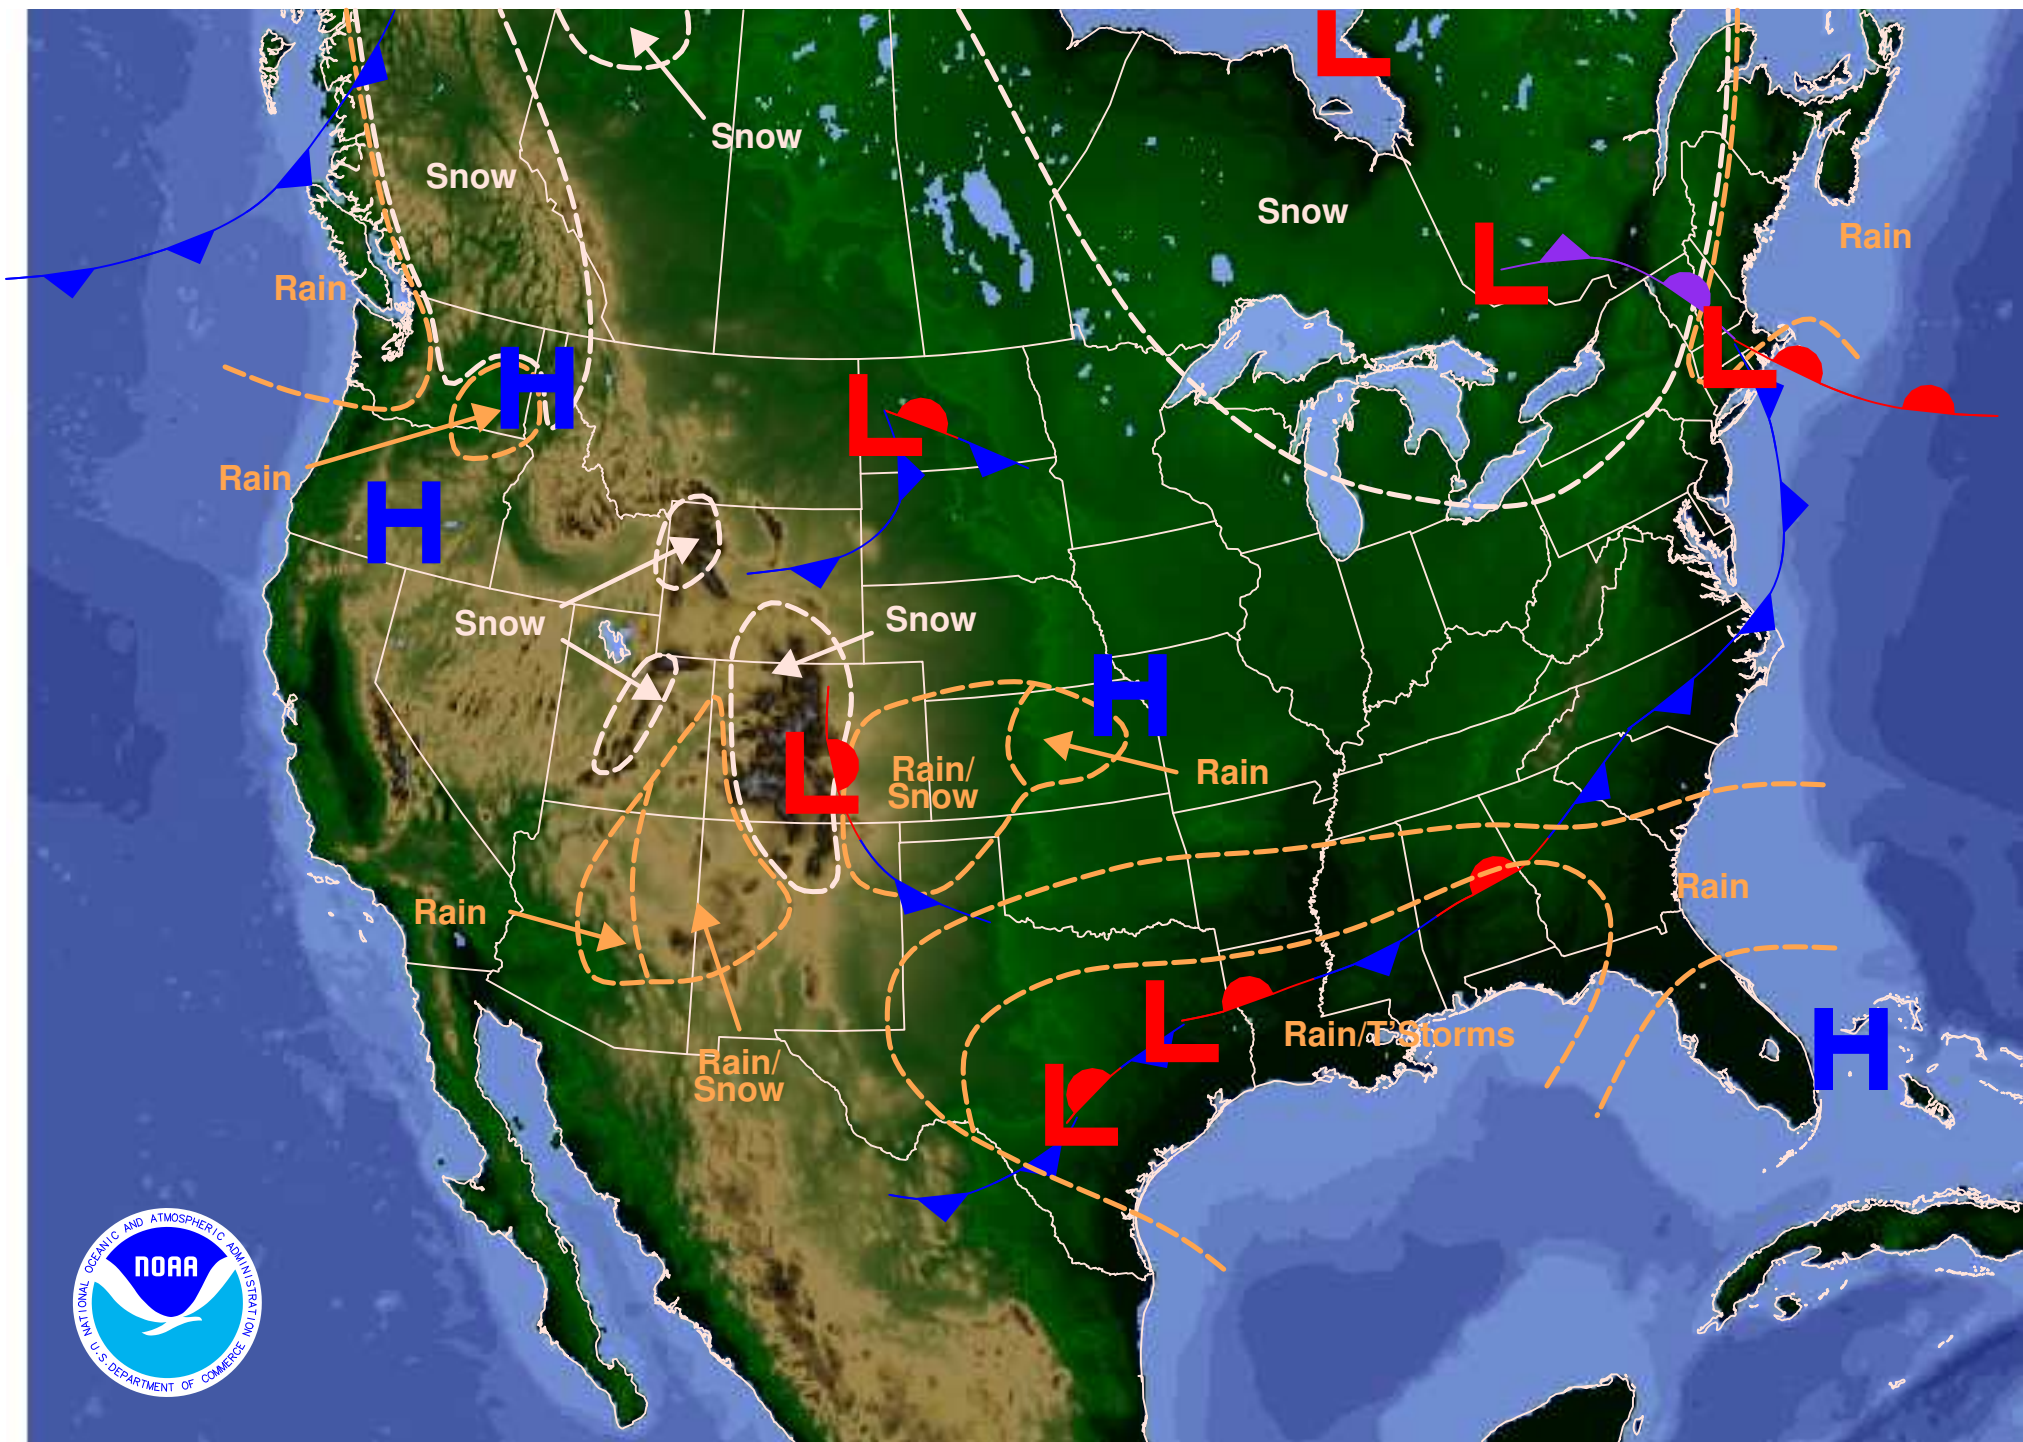 L
Snow
Snow
Snow
Rain
L
Rain
L
H
L
Rain
H
Snow
Snow
H
L
Rain/
Snow
Rain
Rain
Rain
L
Rain/T'Storms
H
Rain/
Snow
L
NOAA
NATIONAL OCEANIC AND ATMOSPHERIC ADMINISTRATION
U.S. DEPARTMENT OF COMMERCE